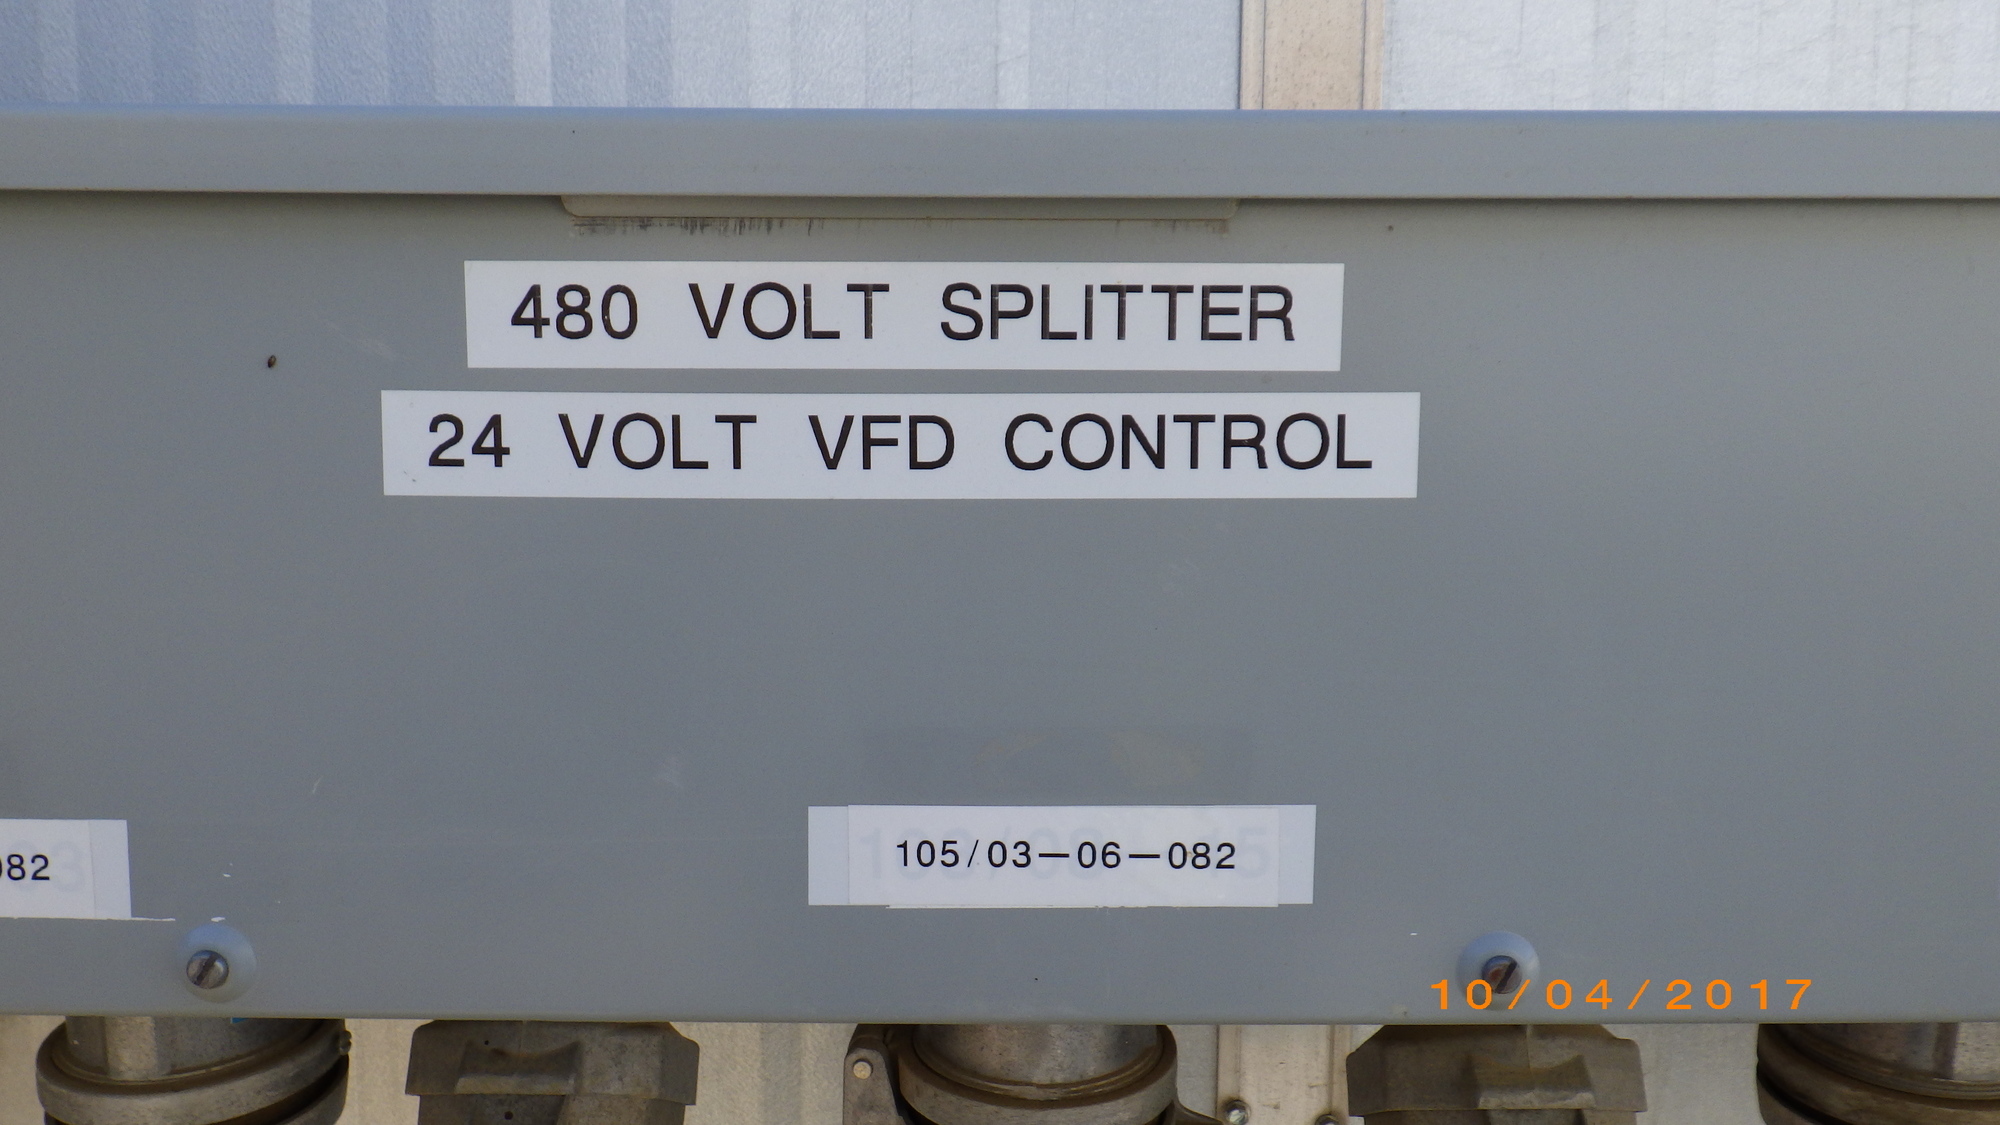 480 VOLT SPLITTER
24 VOLT VFD CONTROL
082
105/03-06-082
10/04/2017